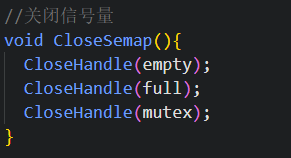 //关闭信号量
void CloseSemap(){
  CloseHandle(empty);
  CloseHandle(full);
  CloseHandle(mutex);
}